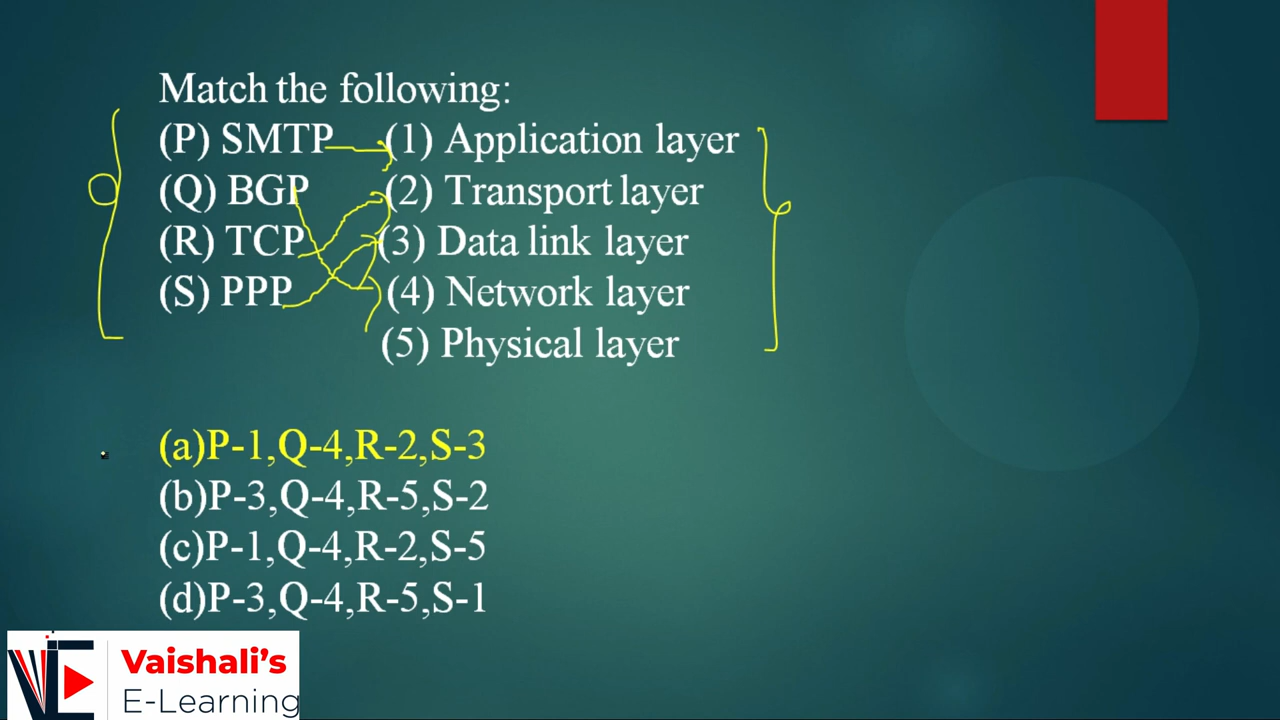 Match the following:
(P) SMTP (1) Application layer
(Q) BGP (2) Transport layer
(R) TCP (3) Data link layer
(S) PPP (4) Network layer
(5) Physical layer
(a)P-1,Q-4,R-2,S-3
(b)P-3,Q-4,R-5,S-2
(c)P-1,Q-4,R-2,S-5
(d)P-3,Q-4,R-5,S-1
Vaishali's
E-Learning